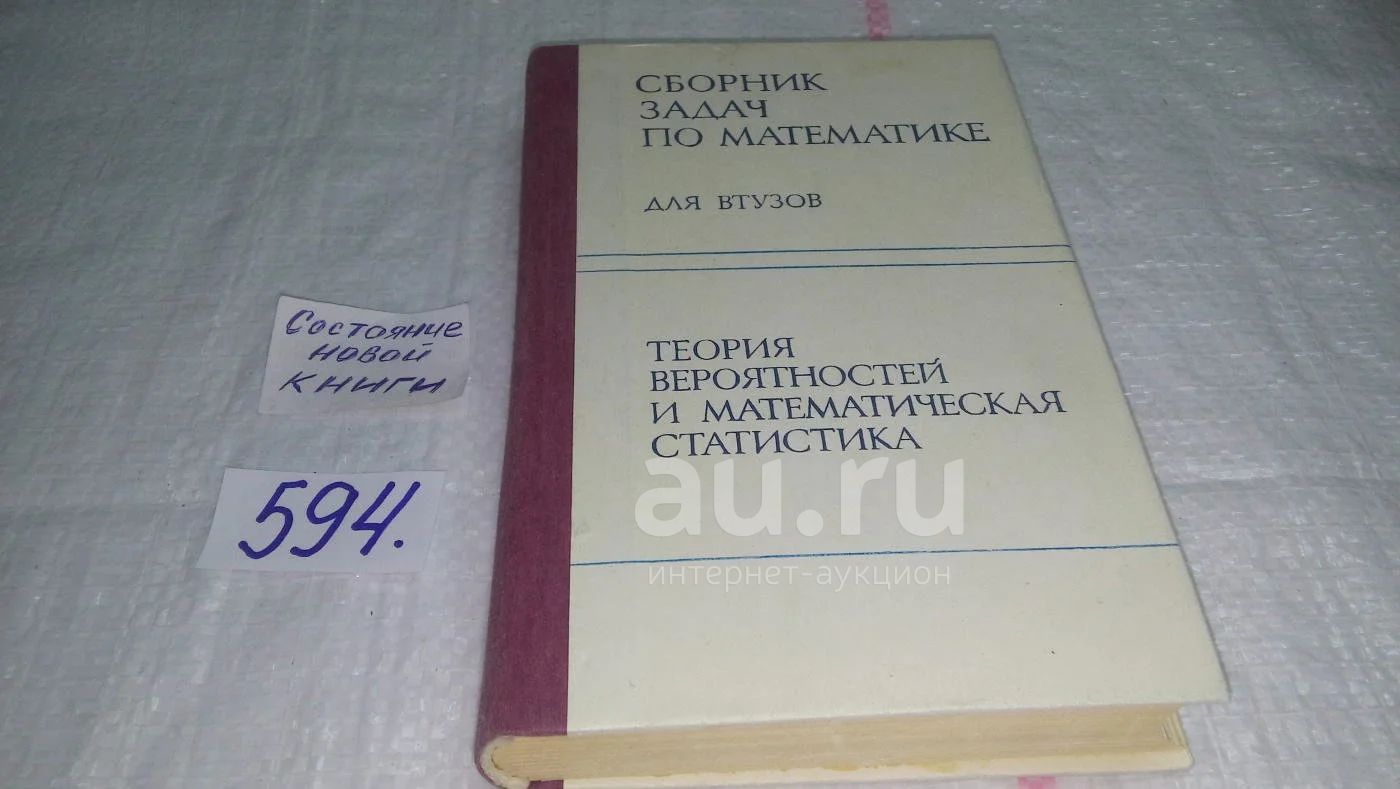 СБОРНИК
ЗАДАЧ
ПО МАТЕМАТИКЕ
ДЛЯ ВТУЗОВ
ТЕОРИЯ
ВЕРОЯТНОСТЕЙ
И МАТЕМАТИЧЕСКАЯ
СТАТИСТИКА
au.ru
интернет-аукцион
Состояние
новой
книги
594.